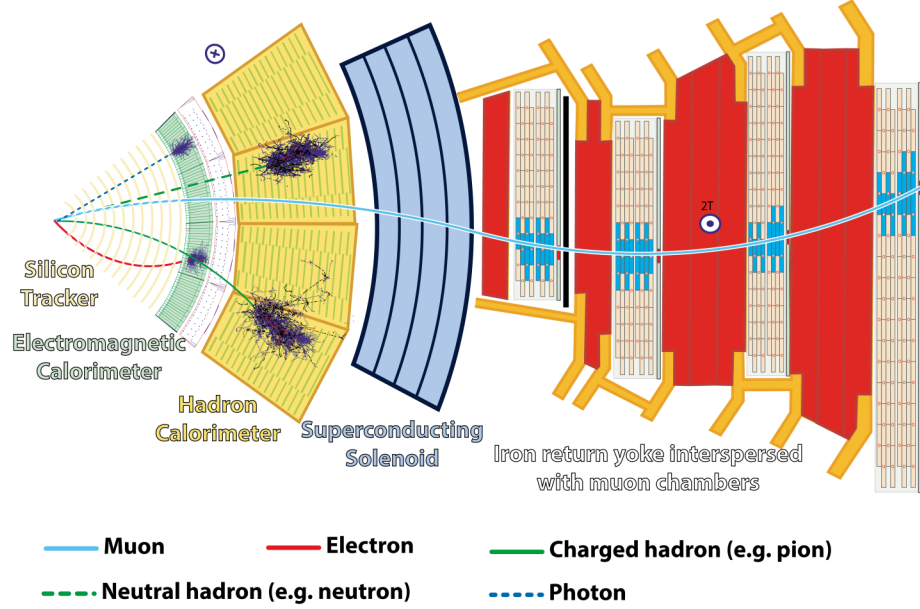 2T
Silicon
Tracker
Electromagnetic
Calorimeter
Hadron
Calorimeter
Superconducting
Solenoid
Iron return yoke interspersed
with muon chambers
Muon
Electron
Charged hadron (e.g. pion)
Neutral hadron (e.g. neutron)
Photon